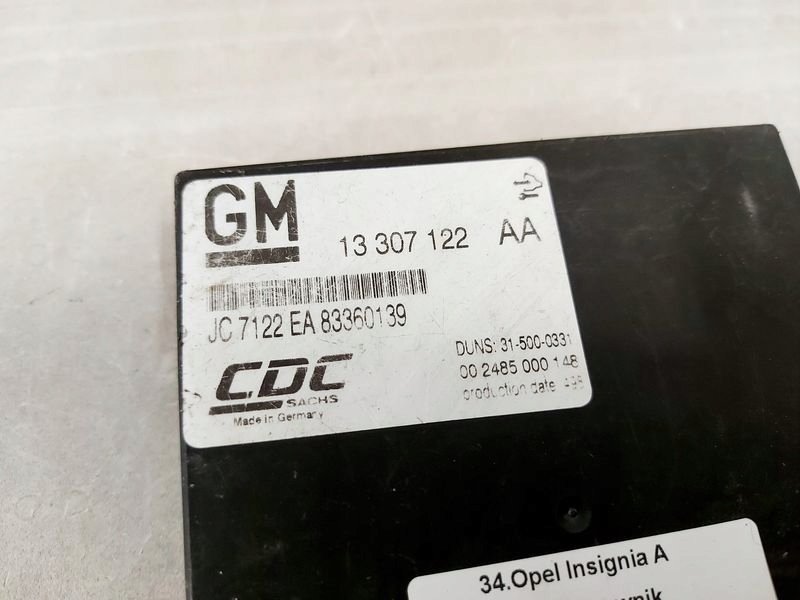 GM
13 307 122 AA
JC 7122 EA 83360139
DUNS: 31-500-0331
00 2485 000 148
CDC
SACHS
production date
Made in Germany
34.Opel Insignia A